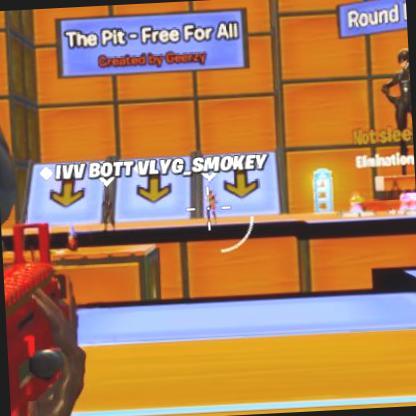 The Pit - Free For All
Created by Geerzy
Round
IVV BOTT VLYG_SMOKEY
Elimination